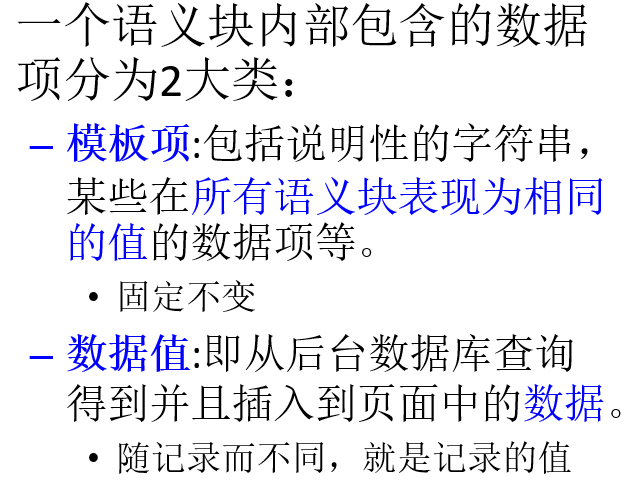 一个语义块内部包含的数据
项分为2大类：
– 模板项:包括说明性的字符串，
某些在所有语义块表现为相同
的值的数据项等。
• 固定不变
– 数据值:即从后台数据库查询
得到并且插入到页面中的数据。
• 随记录而不同，就是记录的值